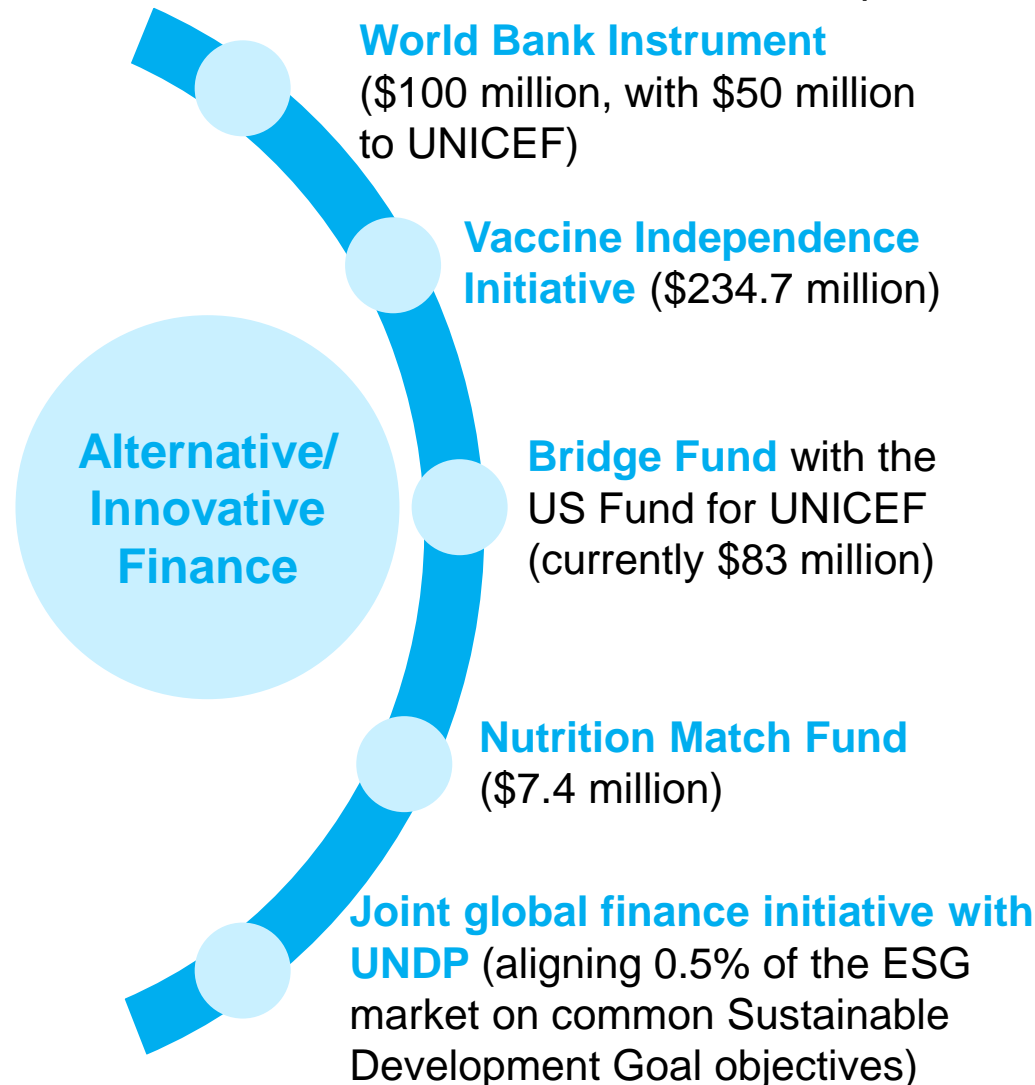 World Bank Instrument
($100 million, with $50 million
to UNICEF)
Vaccine Independence
Initiative ($234.7 million)
Alternative/
Innovative
Finance
Bridge Fund with the
US Fund for UNICEF
(currently $83 million)
Nutrition Match Fund
($7.4 million)
Joint global finance initiative with
UNDP (aligning 0.5% of the ESG
market on common Sustainable
Development Goal objectives)